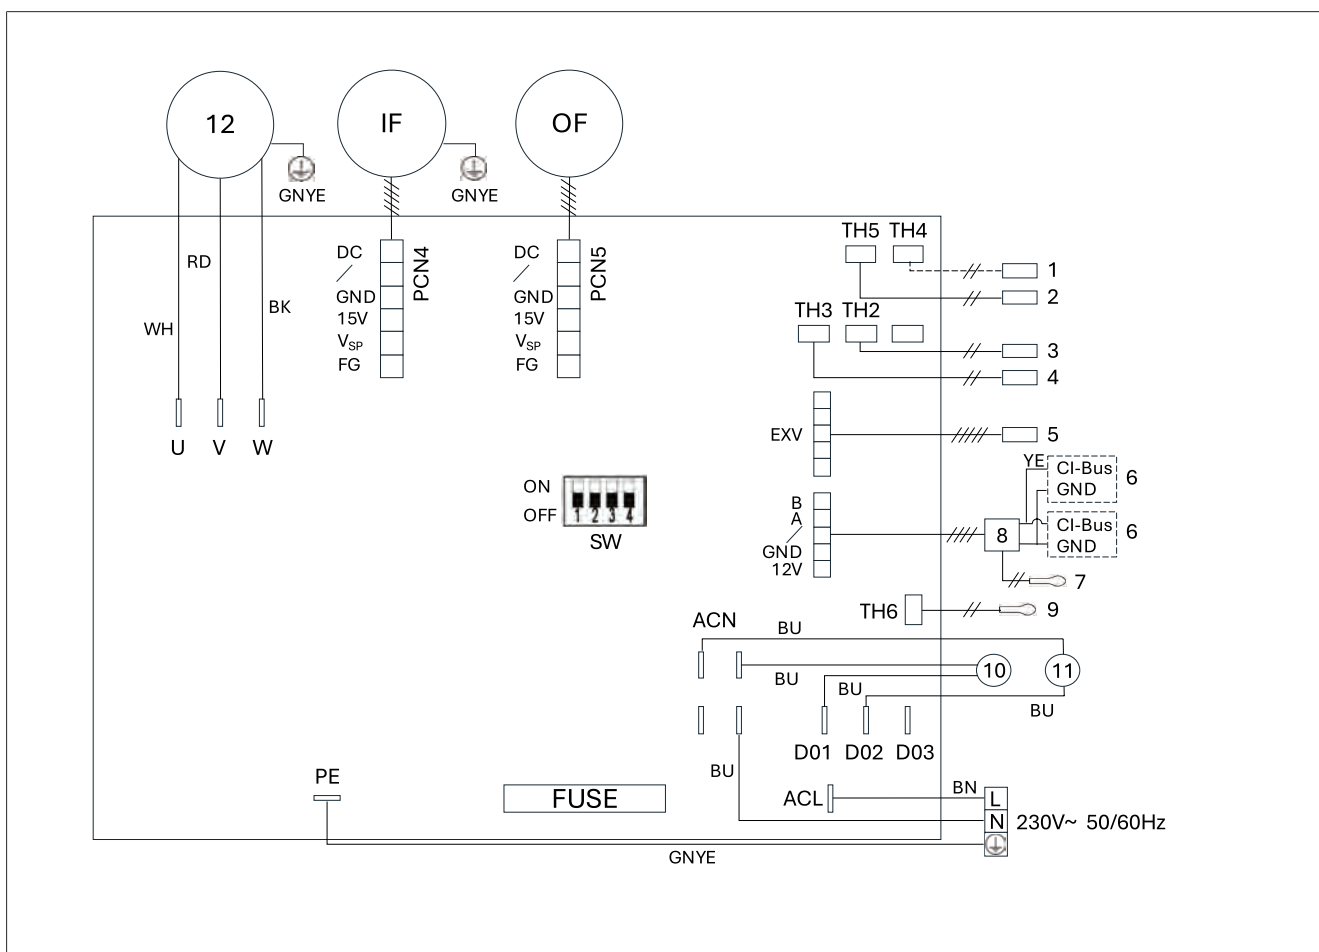 12 IF OF
GNYE GNYE
TH5 TH4
DC DC
GND GND
15V 15V
VSP VSP
FG FG
PCN4 PCN5
RD
BK
WH
1
2
TH3 TH2
3
4
U V W
EXV 5
YE CI-Bus 6
GND
ON
OFF
1 2 3 4
SW
B
A
GND
12V
8 CI-Bus 6
GND
7
TH6 9
ACN BU
BU 10 11
BU
BU
D01 D02 D03
BU
PE
FUSE
ACL BN L
N 230V~ 50/60Hz
GNYE